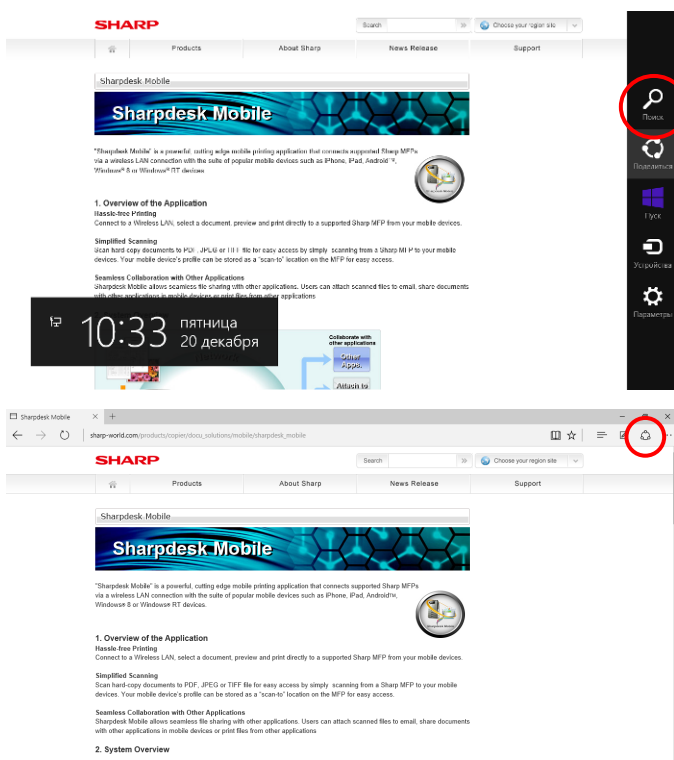 SHARP
Search
Choose your region site
Products About Sharp News Release Support
Sharpdesk Mobile
Sharpdesk Mobile
"Sharpdesk Mobile" is a powerful, cutting edge mobile printing application that connects supported Sharp MFPs
via a wireless LAN connection with the suite of popular mobile devices such as iPhone, iPad, Android™,
Windows® 8 or Windows® RT devices
1. Overview of the Application
Hassle-free Printing
Connect to a Wireless LAN, select a document, preview and print directly to a supported Sharp MFP from your mobile devices.
Simplified Scanning
Scan hard copy documents to PDF, JPEG or TIFF file for easy access by simply scanning from a Sharp MFP to your mobile
devices. Your mobile device's profile can be stored as a "scan-to" location on the MFP for easy access.
Seamless Collaboration with Other Applications
Sharpdesk Mobile allows seamless file sharing with other applications. Users can attach scanned files to email, share documents
with other applications in mobile devices or print files from other applications
10:33
пятница
20 декабря
Collaborate with
other applications
Other
Apps.
Attach to
Поиск
Поделиться
Пуск
Устройства
Параметры
Sharpdesk Mobile
sharp-world.com/products/copier/docu_solutions/mobile/sharpdesk_mobile
SHARP
Search
Choose your region site
Products About Sharp News Release Support
Sharpdesk Mobile
Sharpdesk Mobile
"Sharpdesk Mobile" is a powerful, cutting edge mobile printing application that connects supported Sharp MFPs
via a wireless LAN connection with the suite of popular mobile devices such as iPhone, iPad, Android™,
Windows® 8 or Windows® RT devices.
1. Overview of the Application
Hassle-free Printing
Connect to a Wireless LAN, select a document, preview and print directly to a supported Sharp MFP from your mobile devices.
Simplified Scanning
Scan hard-copy documents to PDF, JPEG or TIFF file for easy access by simply scanning from a Sharp MFP to your mobile
devices. Your mobile device's profile can be stored as a "scan-to" location on the MFP for easy access.
Seamless Collaboration with Other Applications
Sharpdesk Mobile allows seamless file sharing with other applications. Users can attach scanned files to email, share documents
with other applications in mobile devices or print files from other applications
2. System Overview